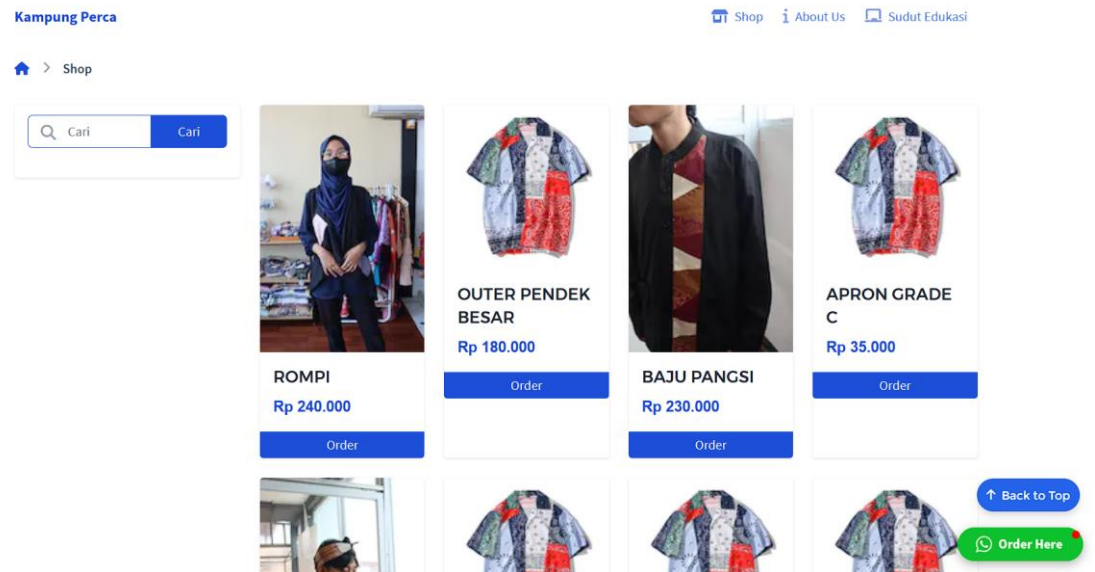 Kampung Perca
Shop
About Us
Sudut Edukasi
Shop
Cari
Cari
ROMPI
Rp 240.000
Order
OUTER PENDEK
BESAR
Rp 180.000
Order
BAJU PANGSI
Rp 230.000
Order
APRON GRADE
C
Rp 35.000
Order
Back to Top
Order Here